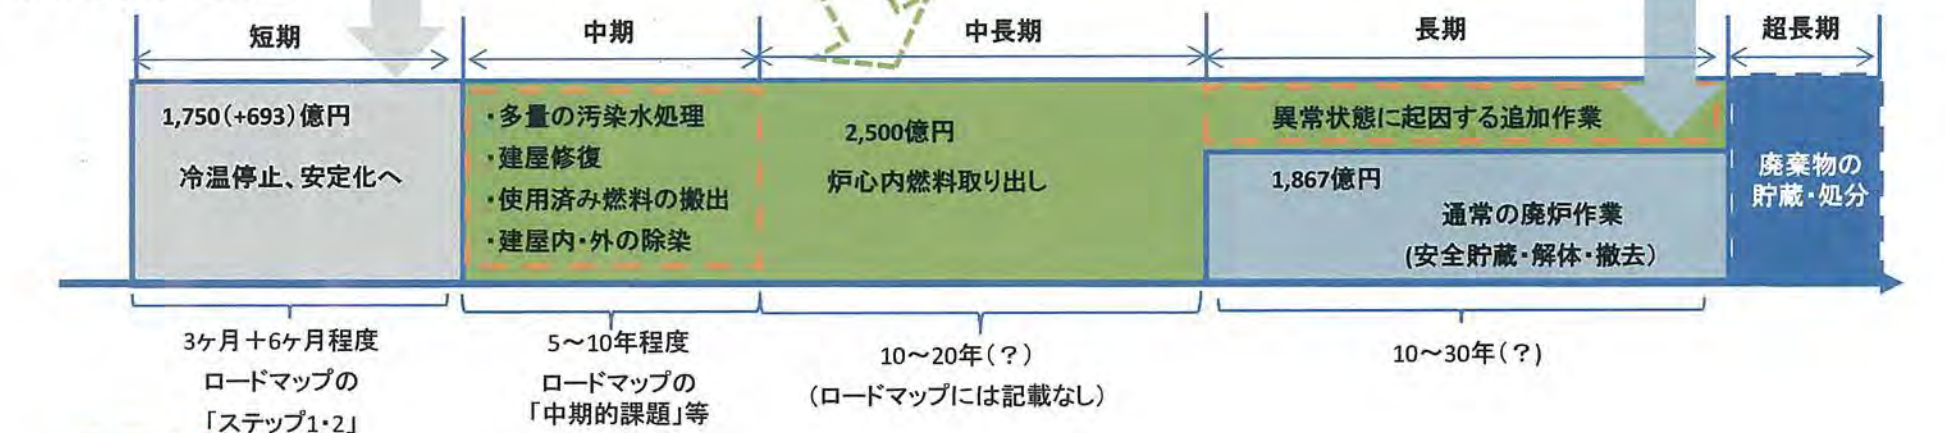 短期
中期
中長期
長期
超長期
1,750(+693)億円
冷温停止、安定化へ
・多量の汚染水処理
・建屋修復
・使用済み燃料の搬出
・建屋内・外の除染
2,500億円
炉心内燃料取り出し
異常状態に起因する追加作業
1,867億円
通常の廃炉作業
(安全貯蔵・解体・撤去)
廃棄物の
貯蔵・処分
3ヶ月＋6ヶ月程度
ロードマップの
「ステップ1・2」
5～10年程度
ロードマップの
「中期的課題」等
10～20年(？)
(ロードマップには記載なし)
10～30年(？)